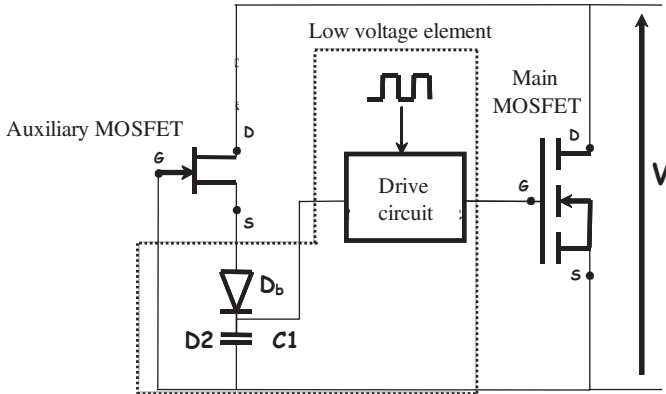 Low voltage element
Main
MOSFET
Auxiliary MOSFET
D
G
S
Drive
circuit
D
G
S
V
Db
D2
C1